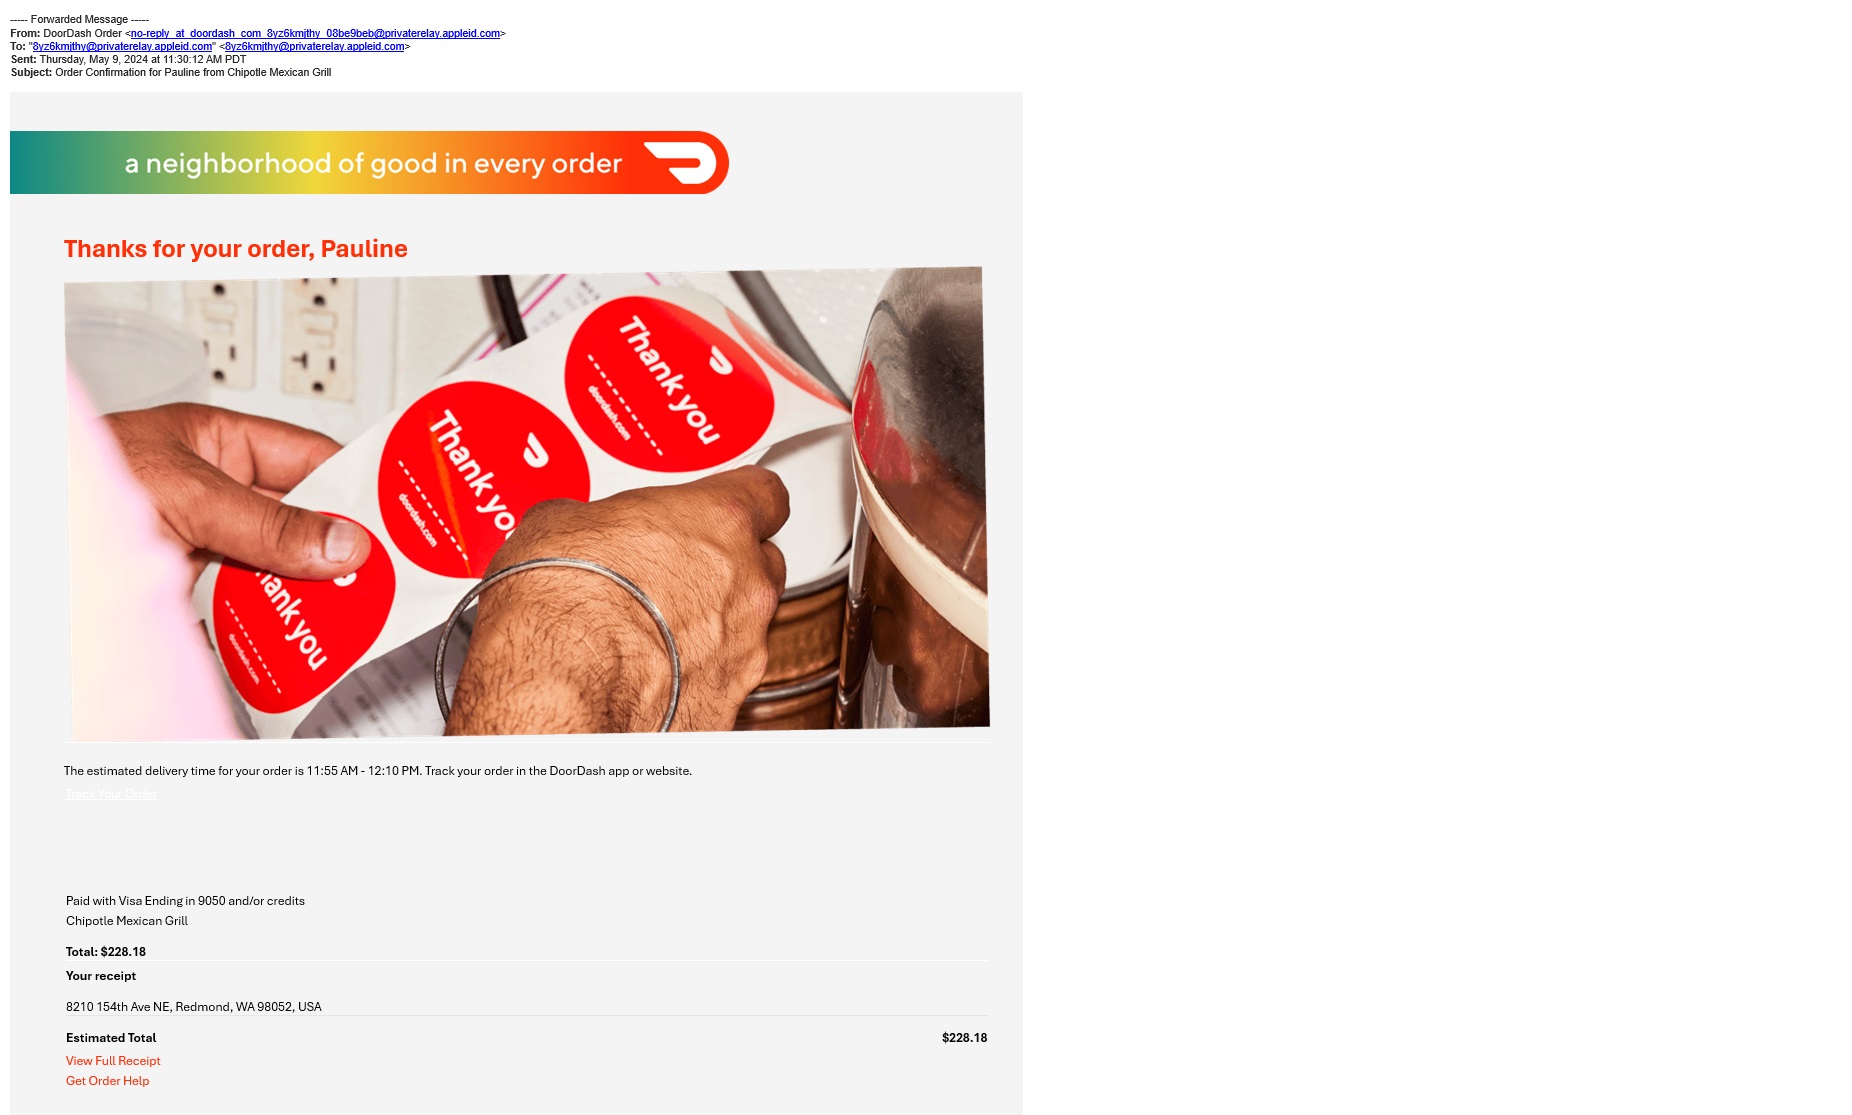 ----- Forwarded Message -----
From: DoorDash Order <no-reply_at_doordash_com_8yz6kmjthy_08be9beb@privaterelay.appleid.com>
To: "8yz6kmjthy@privaterelay.appleid.com" <8yz6kmjthy@privaterelay.appleid.com>
Sent: Thursday, May 9, 2024 at 11:30:12 AM PDT
Subject: Order Confirmation for Pauline from Chipotle Mexican Grill
a neighborhood of good in every order
Thanks for your order, Pauline
Thank you
doordash.com
Thank you
doordash.com
Thank you
doordash.com
The estimated delivery time for your order is 11:55 AM - 12:10 PM. Track your order in the DoorDash app or website.
Track Your Order
Paid with Visa Ending in 9050 and/or credits
Chipotle Mexican Grill
Total: $228.18
Your receipt
8210 154th Ave NE, Redmond, WA 98052, USA
Estimated Total $228.18
View Full Receipt
Get Order Help